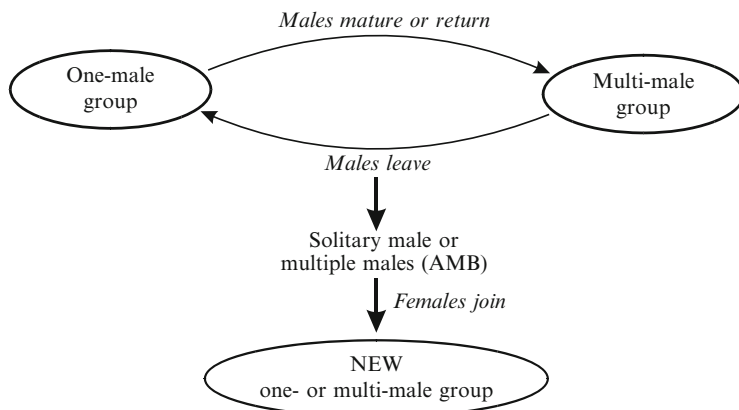 Males mature or return
One-male
group
Multi-male
group
Males leave
Solitary male or
multiple males (AMB)
Females join
NEW
one- or multi-male group